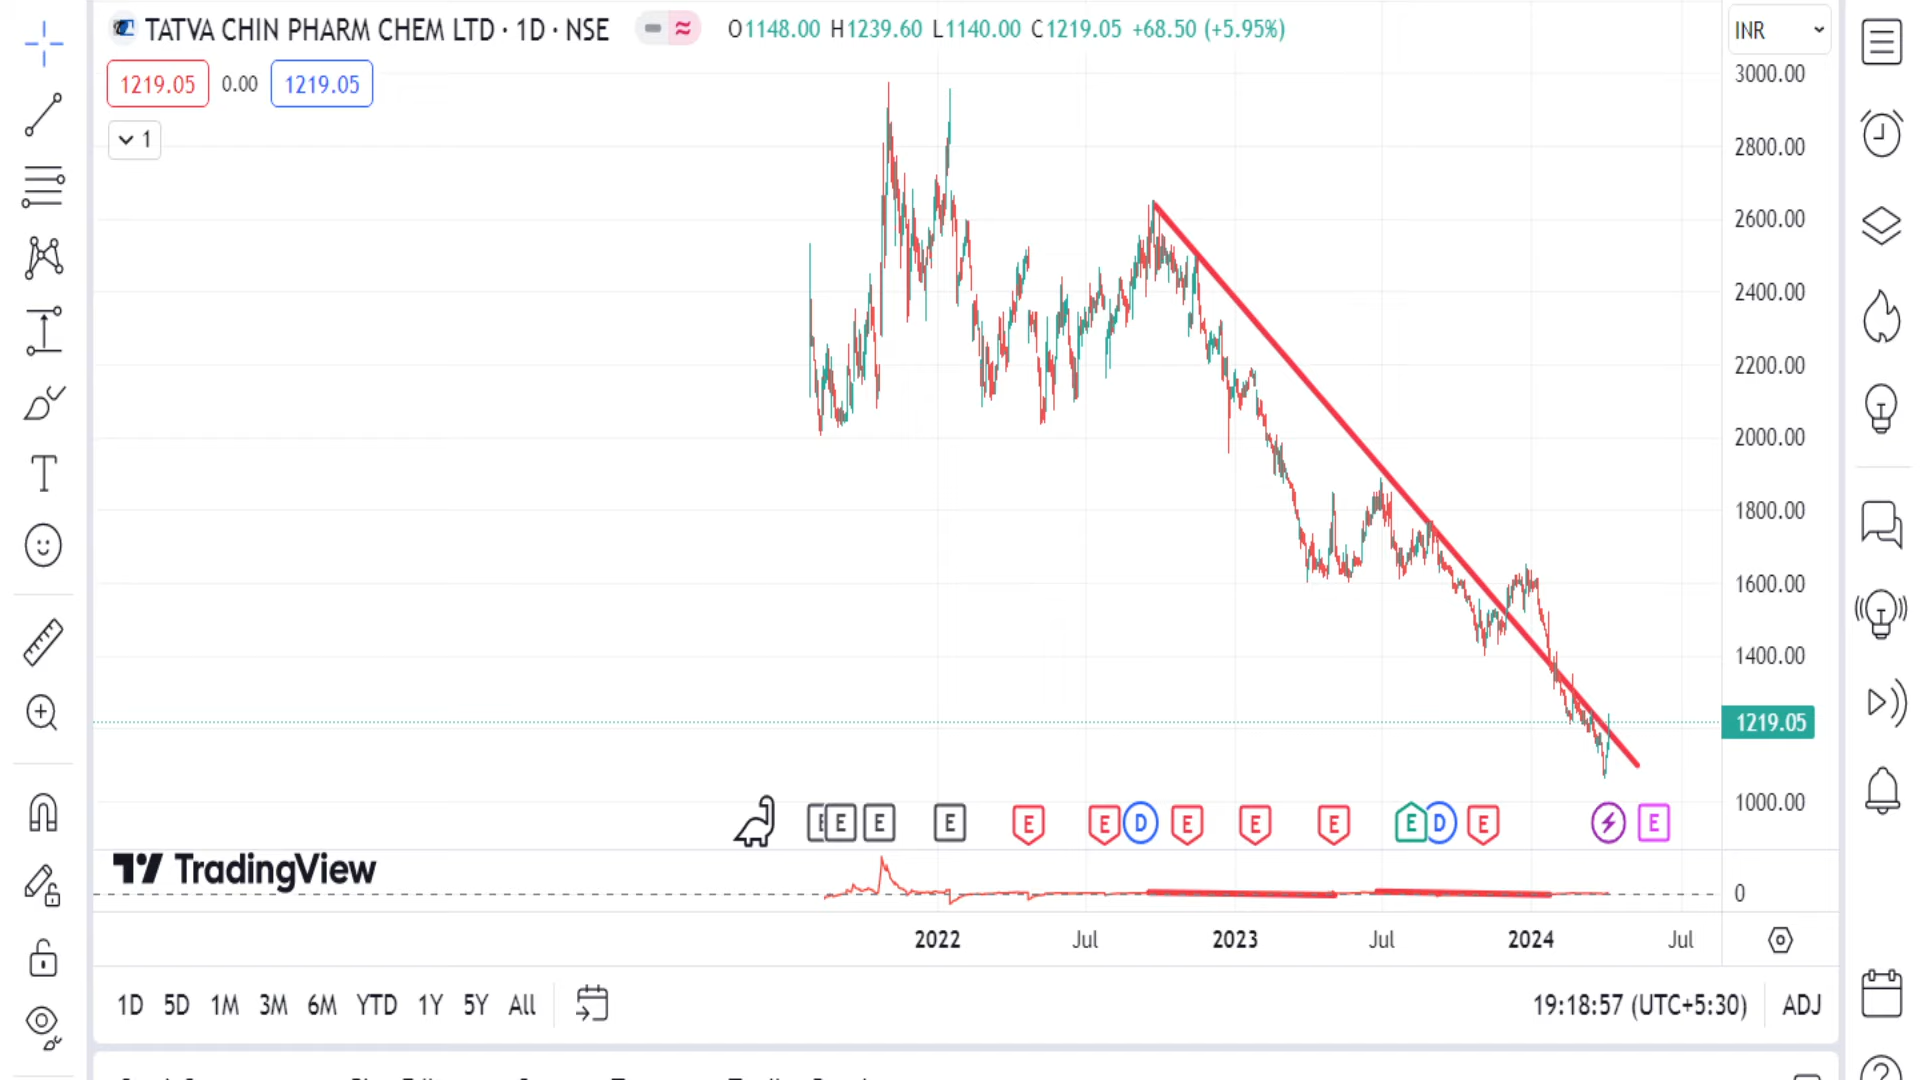 TATVA CHIN PHARM CHEM LTD · 1D · NSE
O1148.00 H1239.60 L1140.00 C1219.05 +68.50 (+5.95%)
INR
1219.05 0.00 1219.05
1
3000.00
2800.00
2600.00
2400.00
2200.00
2000.00
1800.00
1600.00
1400.00
1219.05
1000.00
E E E E E E D E E E E D E E
TradingView
0
2022 Jul 2023 Jul 2024 Jul
1D 5D 1M 3M 6M YTD 1Y 5Y All
19:18:57 (UTC+5:30) ADJ